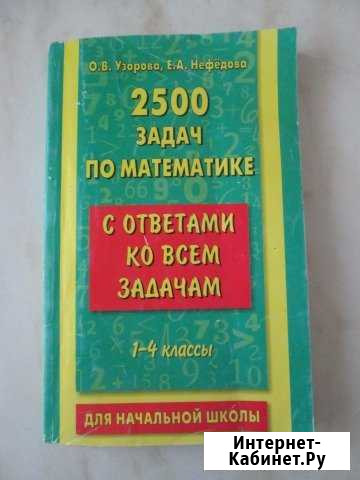 О.В. Узорова, Е.А. Нефёдова
2500
ЗАДАЧ
ПО МАТЕМАТИКЕ
С ОТВЕТАМИ
КО ВСЕМ
ЗАДАЧАМ
1-4 классы
ДЛЯ НАЧАЛЬНОЙ ШКОЛЫ
Интернет-
Кабинет.Ру